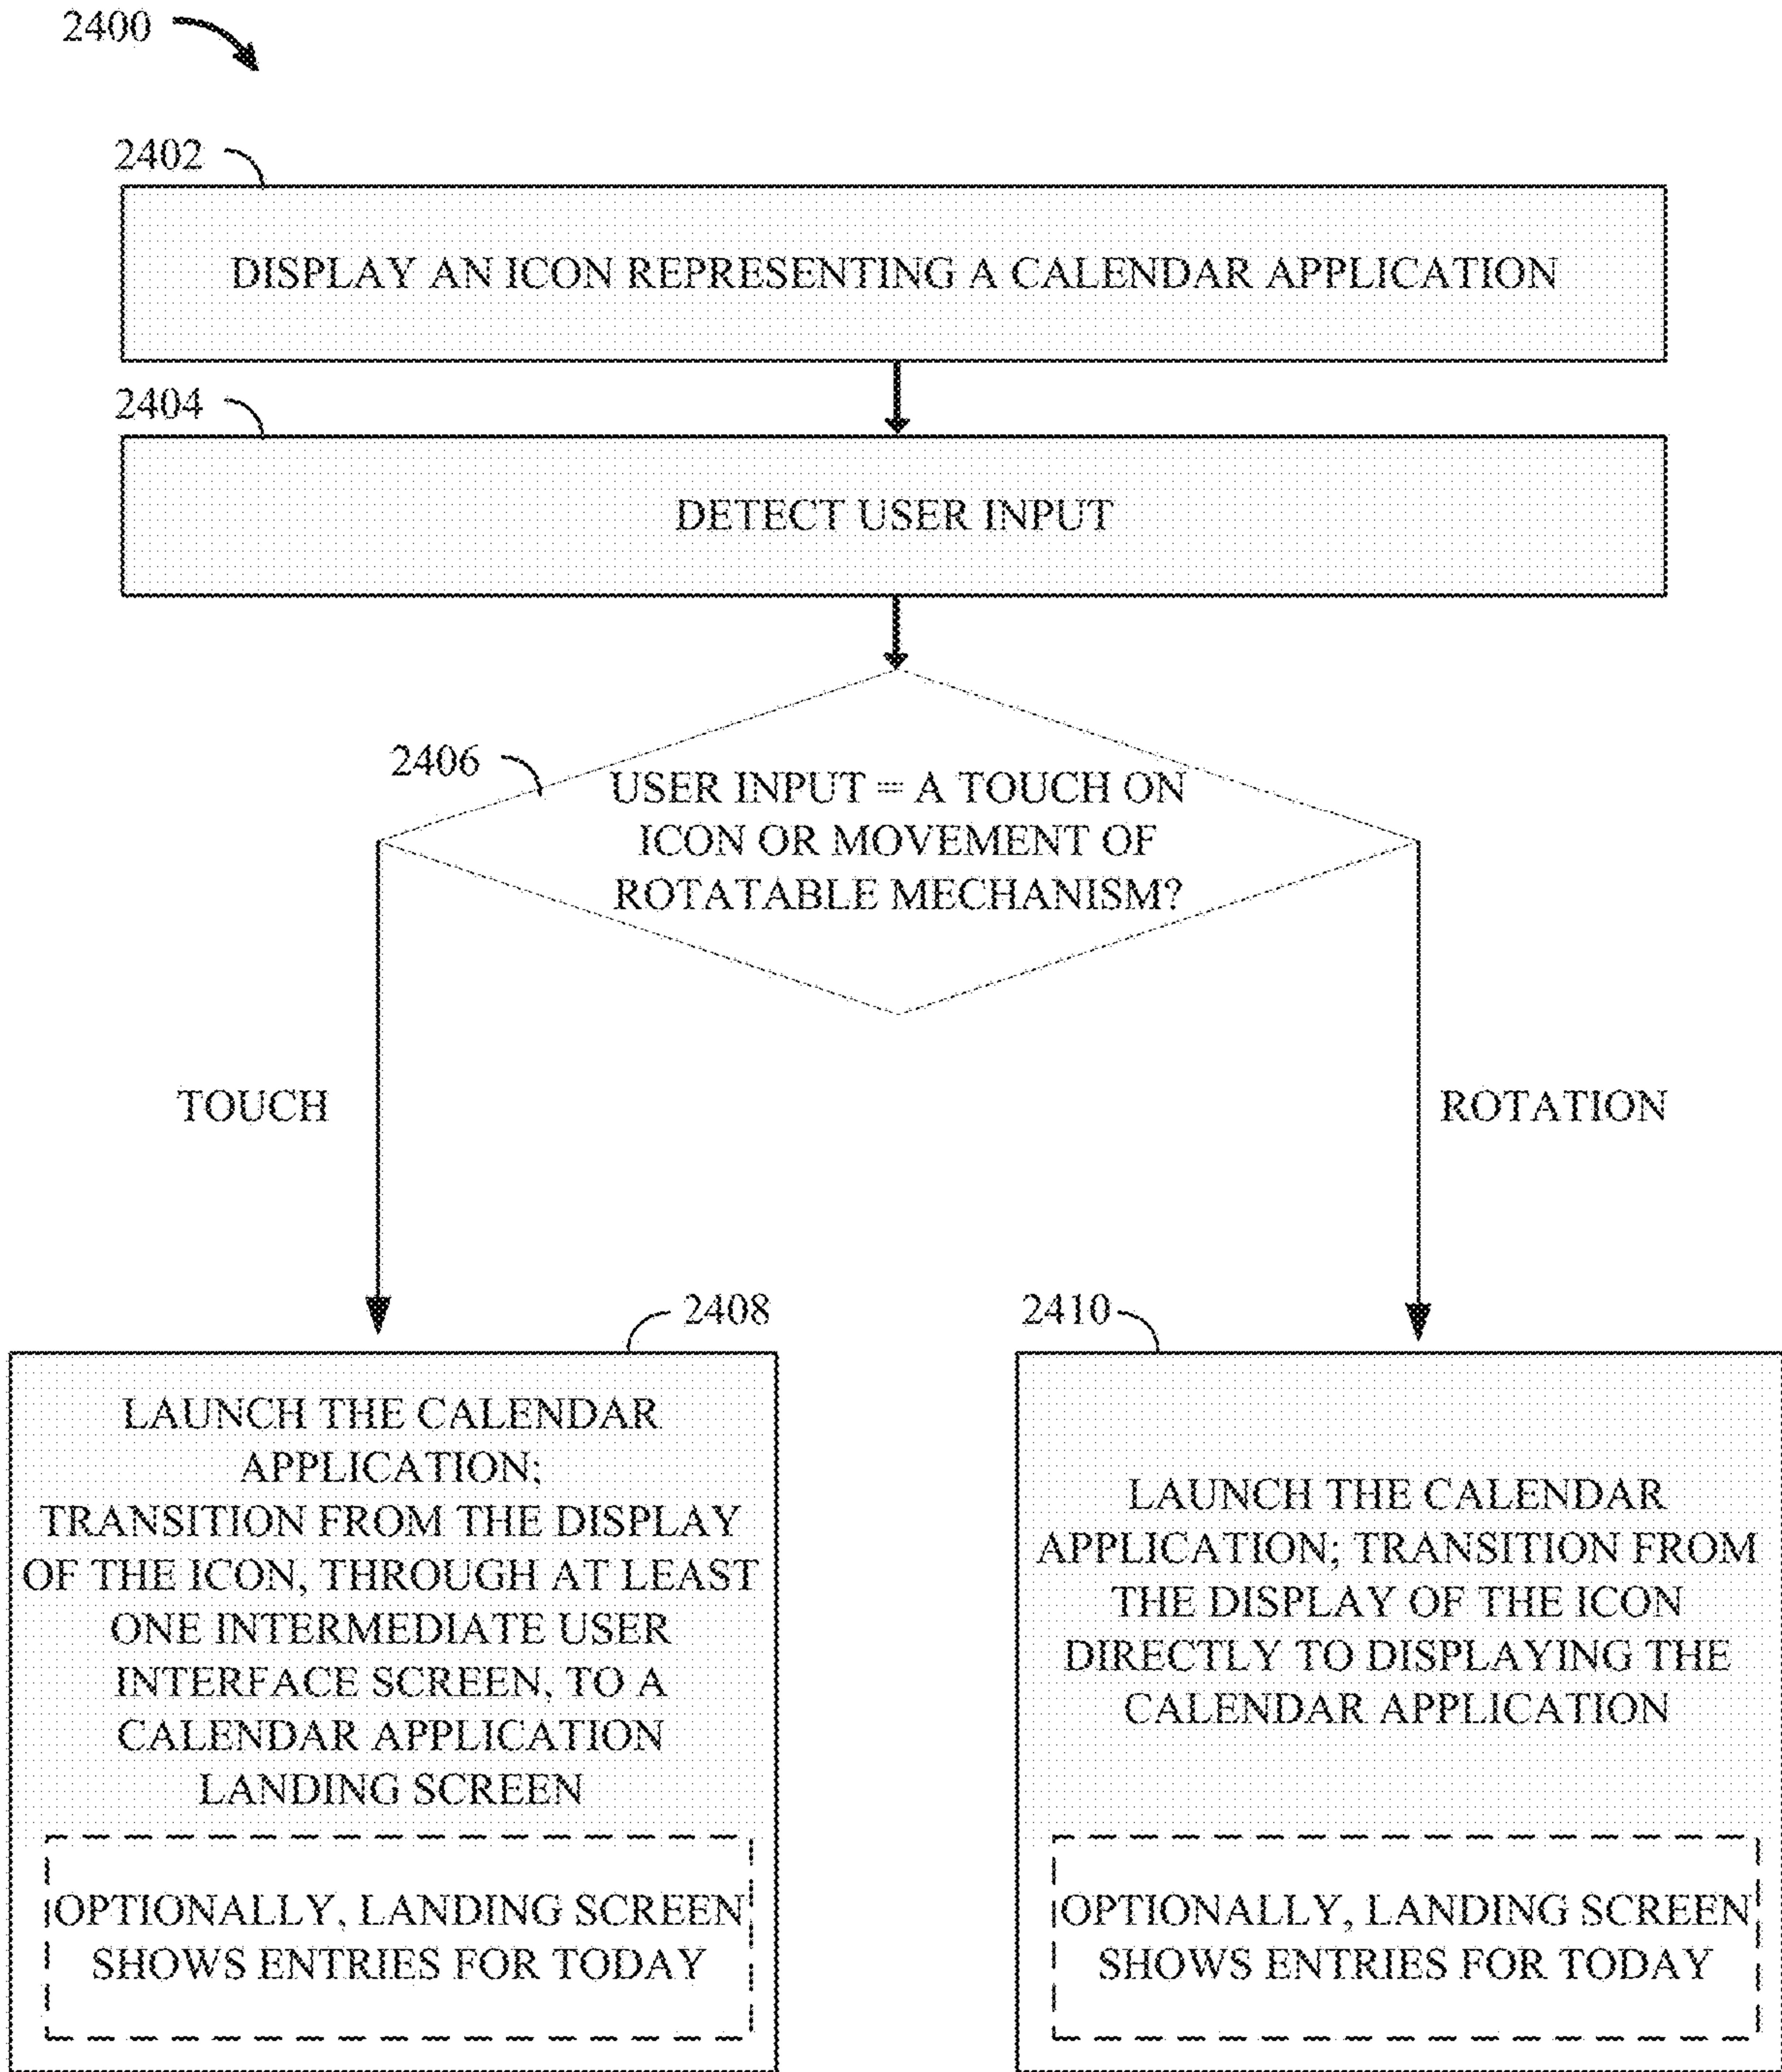 2400
2402
DISPLAY AN ICON REPRESENTING A CALENDAR APPLICATION
2404
DETECT USER INPUT
2406
USER INPUT = A TOUCH ON
ICON OR MOVEMENT OF
ROTATABLE MECHANISM?
TOUCH
ROTATION
2408
LAUNCH THE CALENDAR
APPLICATION;
TRANSITION FROM THE DISPLAY
OF THE ICON, THROUGH AT LEAST
ONE INTERMEDIATE USER
INTERFACE SCREEN, TO A
CALENDAR APPLICATION
LANDING SCREEN
OPTIONALLY, LANDING SCREEN
SHOWS ENTRIES FOR TODAY
2410
LAUNCH THE CALENDAR
APPLICATION; TRANSITION FROM
THE DISPLAY OF THE ICON
DIRECTLY TO DISPLAYING THE
CALENDAR APPLICATION
OPTIONALLY, LANDING SCREEN
SHOWS ENTRIES FOR TODAY